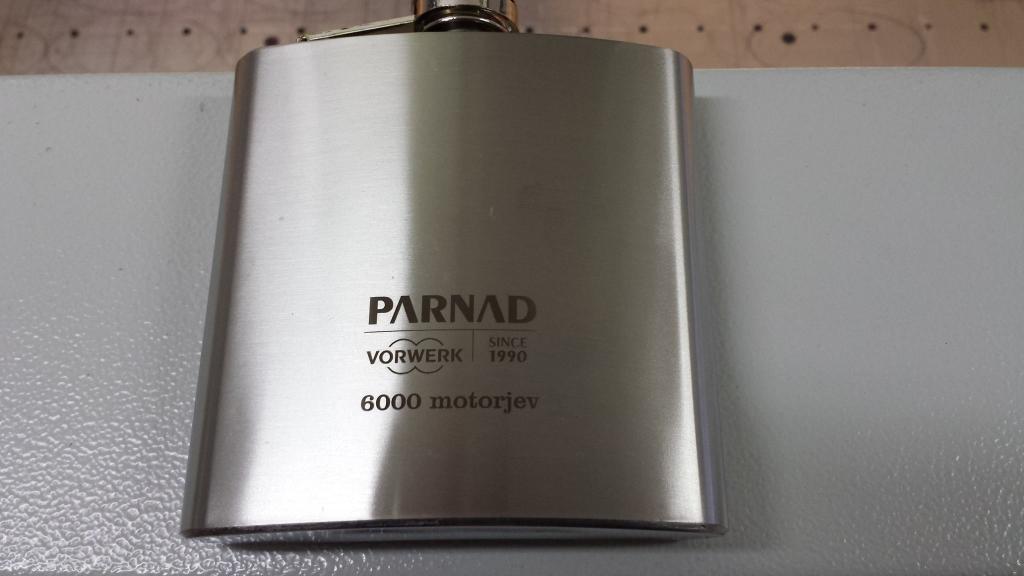 PARNAD
VORWERK
SINCE
1990
6000 motorjev